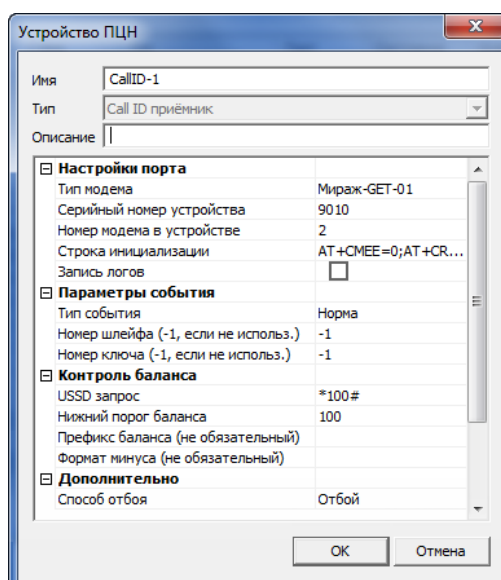 Устройство ПЦН
Имя CallID-1
Тип Call ID приёмник
Описание
Настройки порта
Тип модема Мираж-GET-01
Серийный номер устройства 9010
Номер модема в устройстве 2
Строка инициализации AT+CMEE=0;AT+CR...
Запись логов
Параметры события
Тип события Норма
Номер шлейфа (-1, если не использ.) -1
Номер ключа (-1, если не использ.) -1
Контроль баланса
USSD запрос *100#
Нижний порог баланса 100
Префикс баланса (не обязательный)
Формат минуса (не обязательный)
Дополнительно
Способ отбоя Отбой
OK Отмена